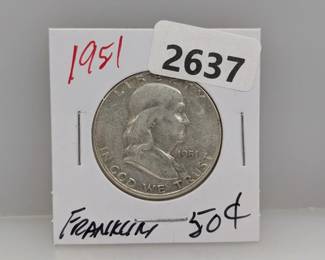 1951
2637
LIBERTY
1951
IN GOD WE TRUST
FRANKLIN 50¢